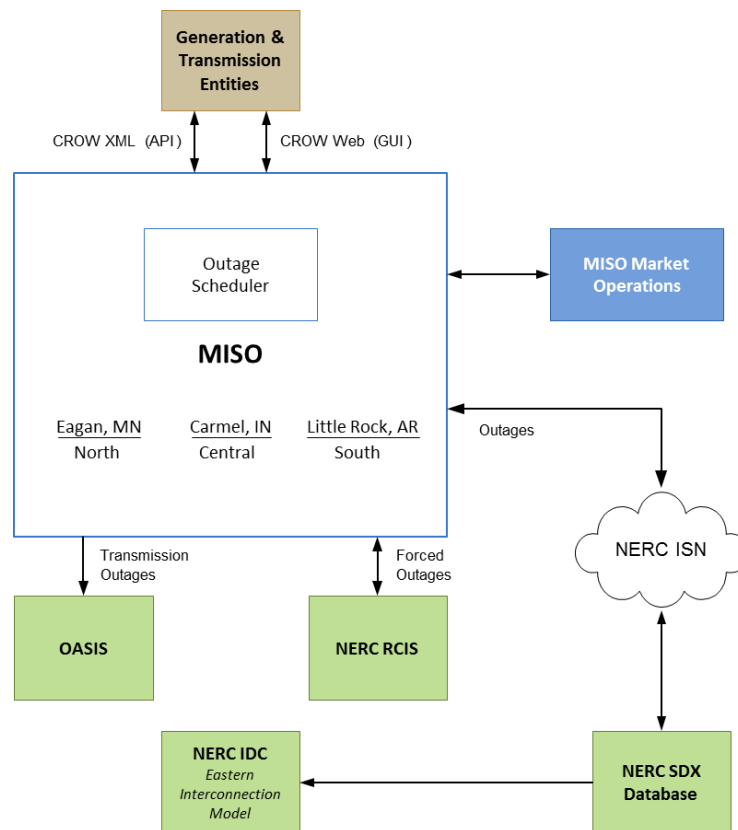 Generation &
Transmission
Entities
CROW XML (API)
CROW Web (GUI)
Outage
Scheduler
MISO Market
Operations
MISO
Eagan, MN
North
Carmel, IN
Central
Little Rock, AR
South
Outages
NERC ISN
Transmission
Outages
Forced
Outages
OASIS
NERC RCIS
NERC IDC
Eastern
Interconnection
Model
NERC SDX
Database